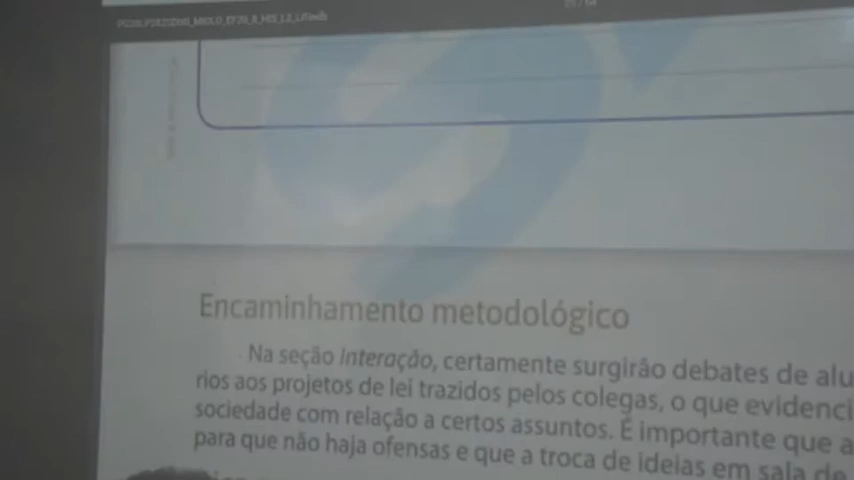 Encaminhamento metodológico
Na seção Interação, certamente surgirão debates de alu
rios aos projetos de lei trazidos pelos colegas, o que evidenci
sociedade com relação a certos assuntos. É importante que a
para que não haja ofensas e que a troca de ideias em sala de